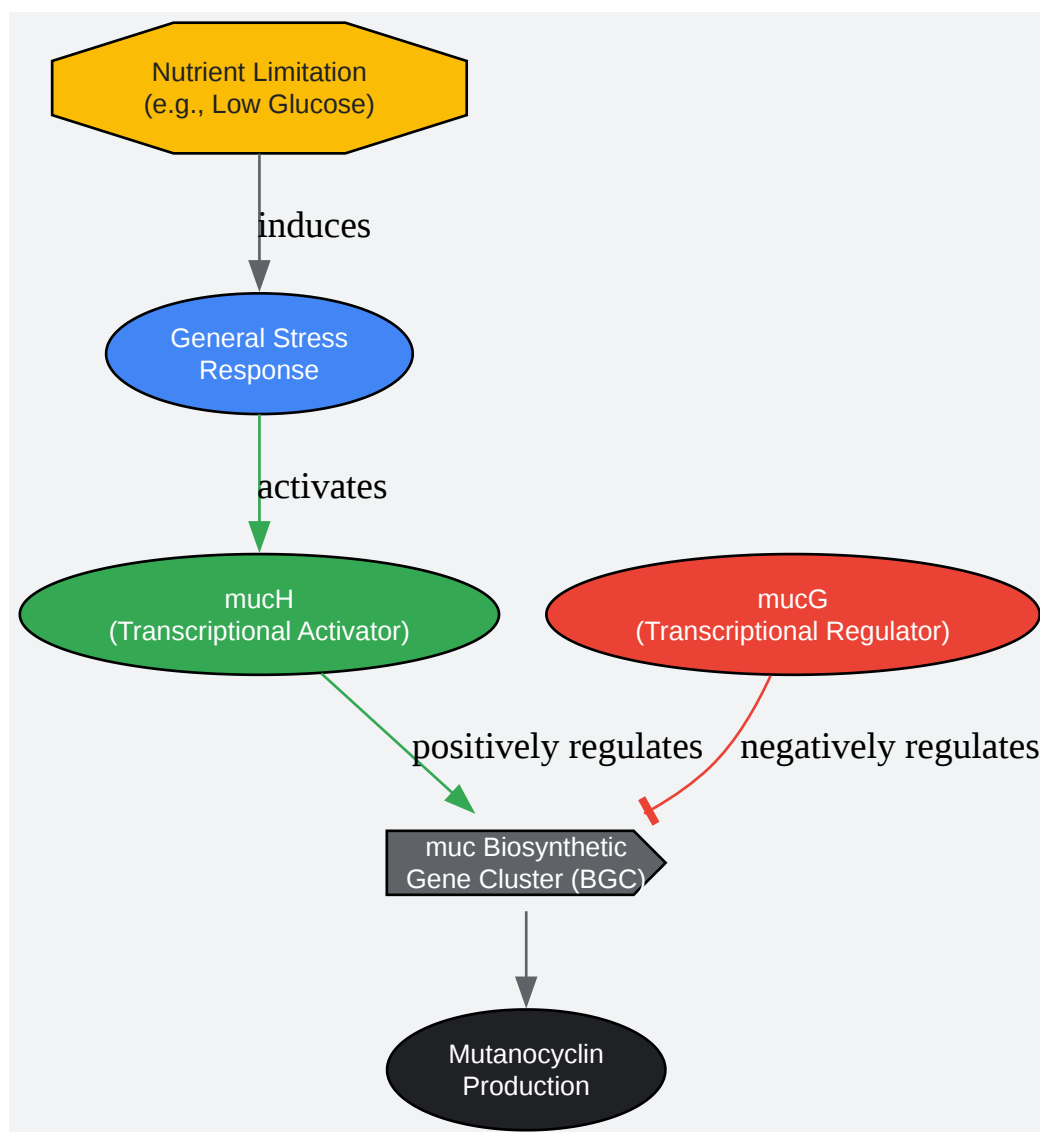 Nutrient Limitation
(e.g., Low Glucose)
induces
General Stress
Response
activates
mucH
(Transcriptional Activator)
mucG
(Transcriptional Regulator)
positively regulates
negatively regulates
muc Biosynthetic
Gene Cluster (BGC)
Mutanocyclin
Production